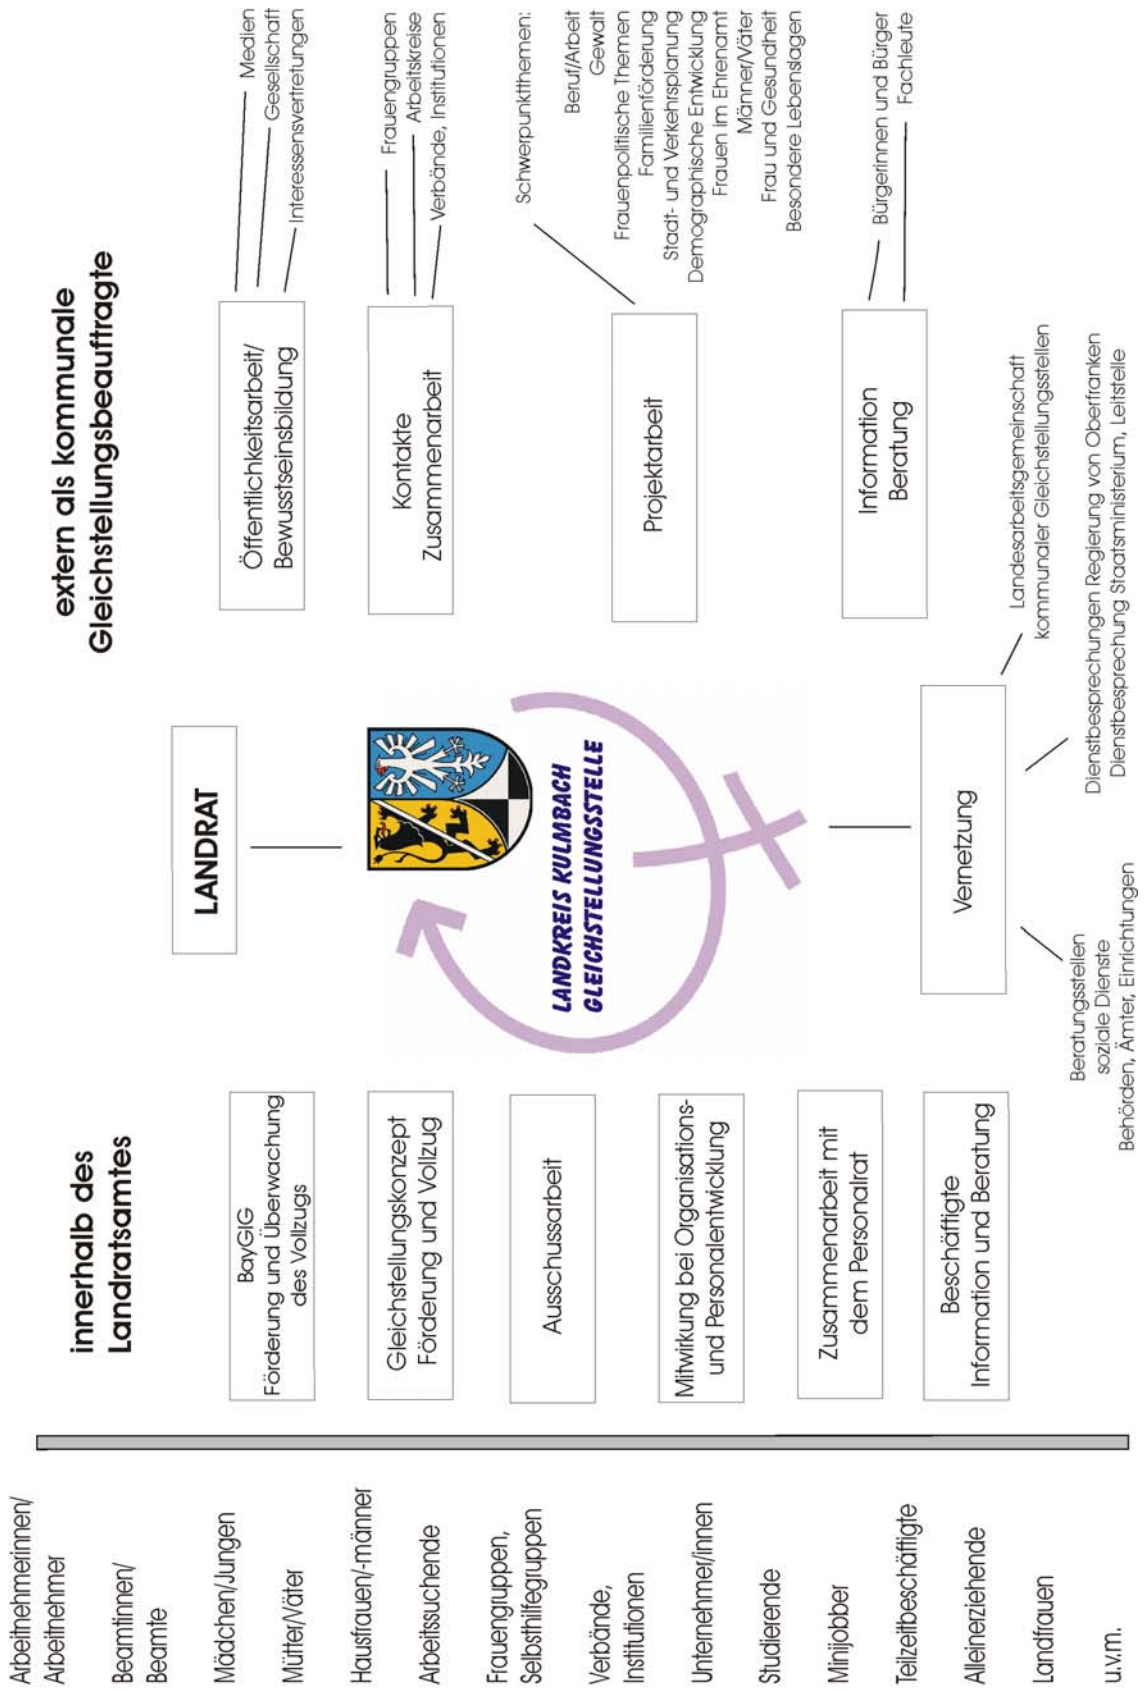 Arbeitnehmerinnen/
Arbeitnehmer
Beamtinnen/
Beamte
Mädchen/Jungen
Mütter/Väter
Hausfrauen/-männer
Arbeitssuchende
Frauengruppen,
Selbsthilfegruppen
Verbände,
Institutionen
Unternehmer/innen
Studierende
Minijober
Teilzeitbeschäftigte
Alleinerziehende
Landfrauen
u.v.m.
innerhalb des
Landratsamtes
BayGlG
Förderung und Überwachung
des Vollzugs
Gleichstellungskonzept
Förderung und Vollzug
Ausschussarbeit
Mitwirkung bei Organisations-
und Personalentwicklung
Zusammenarbeit mit
dem Personalrat
Beschäftigte
Information und Beratung
LANDRAT
LANDKREIS KULMBACH
GLEICHSTELLUNGSSTELLE
Vernetzung
Beratungsstellen
soziale Dienste
Behörden, Ämter, Einrichtungen
Landesarbeitsgemeinschaft
kommunaler Gleichstellungsstellen
Dienstbesprechungen Regierung von Oberfranken
Dienstbesprechung Staatsministerium, Leitstelle
extern als kommunale
Gleichstellungsbeauftragte
Öffentlichkeitsarbeit/
Bewusstseinsbildung
Medien
Gesellschaft
Interessensvertretungen
Kontakte
Zusammenarbeit
Frauengruppen
Arbeitskreise
Verbände, Institutionen
Projektarbeit
Schwerpunktthemen:
Beruf/Arbeit
Gewalt
Frauenpolitische Themen
Familienförderung
Stadt- und Verkehrsplanung
Demographische Entwicklung
Frauen im Ehrenamt
Männer/Väter
Frau und Gesundheit
Besondere Lebenslagen
Information
Beratung
Bürgerinnen und Bürger
Fachleute